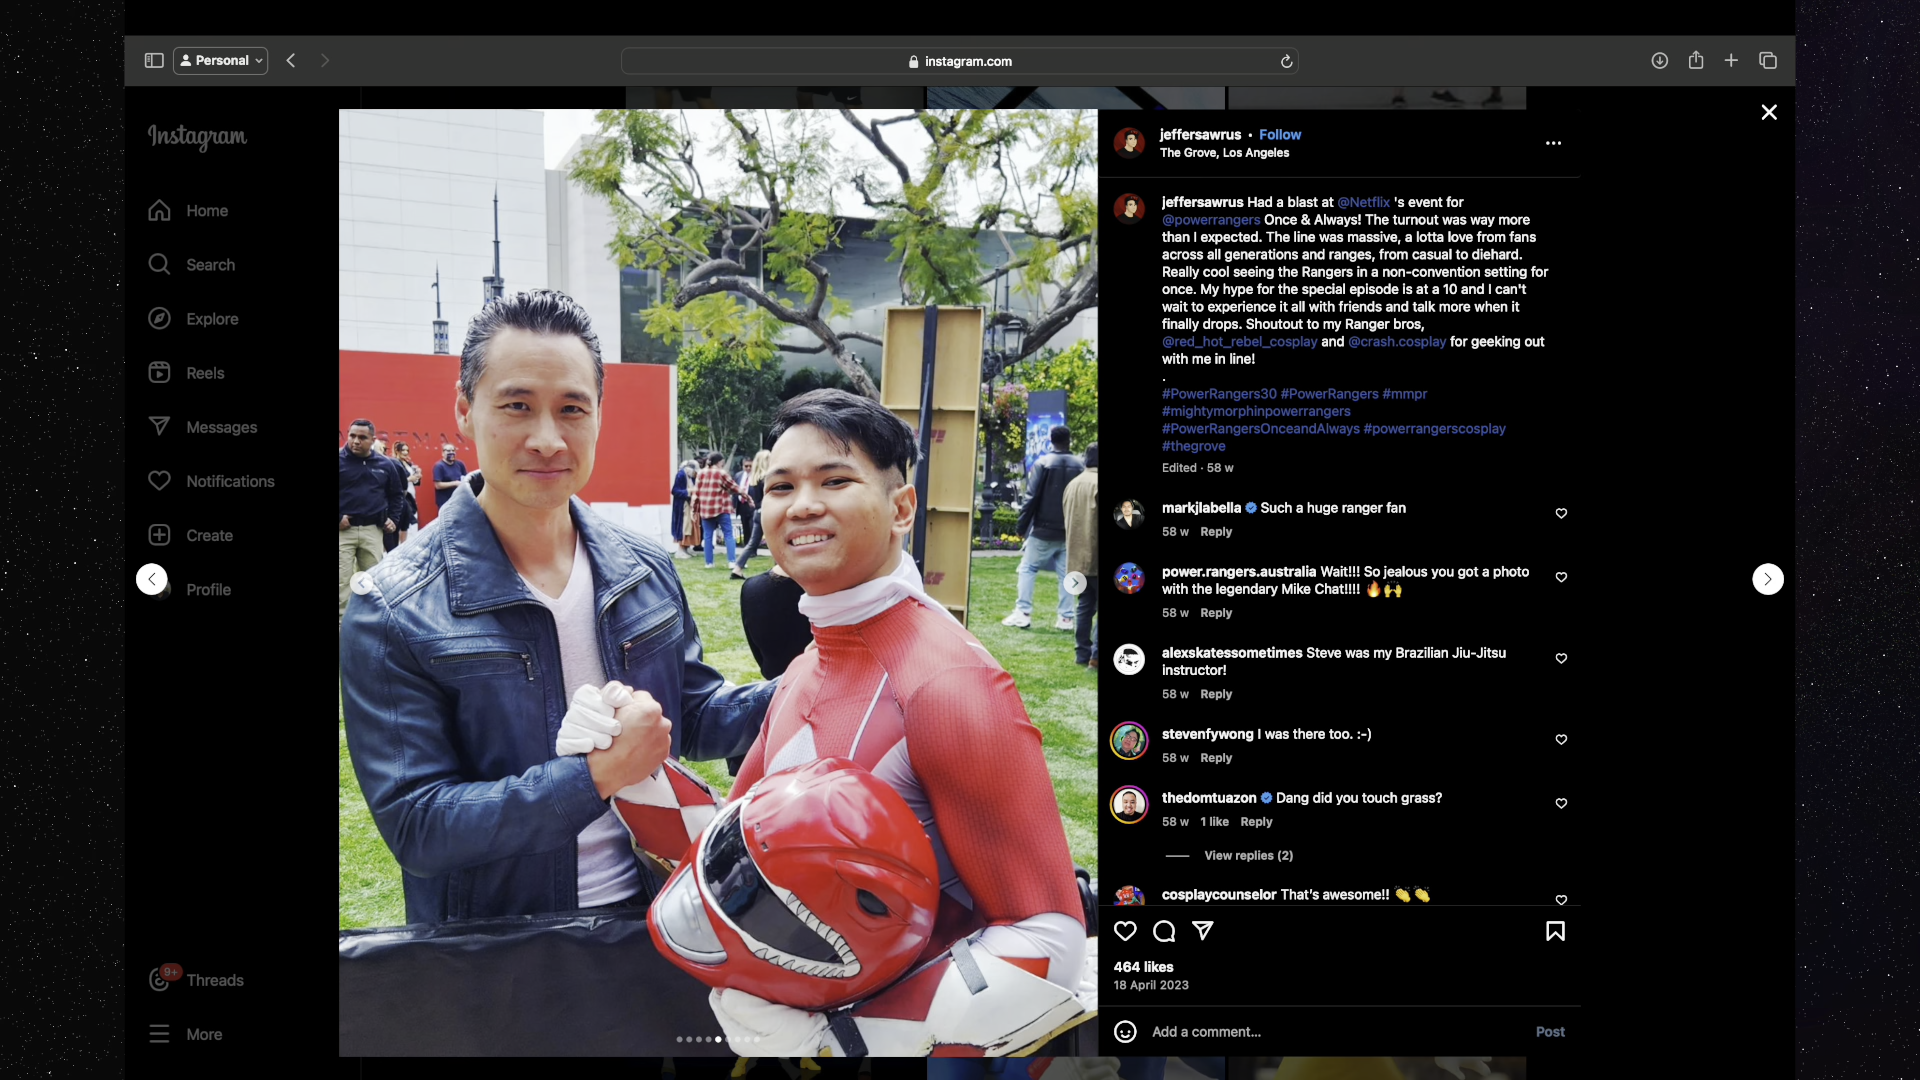 Personal
instagram.com
Instagram
Home
Search
Explore
Reels
Messages
Notifications
Create
Profile
9+
Threads
More
jeffersawrus • Follow
The Grove, Los Angeles
jeffersawrus Had a blast at @Netflix 's event for
@powerrangers Once & Always! The turnout was way more
than I expected. The line was massive, a lotta love from fans
across all generations and ranges, from casual to diehard.
Really cool seeing the Rangers in a non-convention setting for
once. My hype for the special episode is at a 10 and I can't
wait to experience it all with friends and talk more when it
finally drops. Shoutout to my Ranger bros,
@red_hot_rebel_cosplay and @crash.cosplay for geeking out
with me in line!
.
#PowerRangers30 #PowerRangers #mmpr
#mightymorphinpowerrangers
#PowerRangersOnceandAlways #powerrangerscosplay
#thegrove
Edited · 58 w
markjlabella Such a huge ranger fan
58 w Reply
power.rangers.australia Wait!!! So jealous you got a photo
with the legendary Mike Chat!!!! 🔥🙌
58 w Reply
alexskatessometimes Steve was my Brazilian Jiu-Jitsu
instructor!
58 w Reply
stevenfywong I was there too. :-)
58 w Reply
thedomtuazon Dang did you touch grass?
58 w 1 like Reply
View replies (2)
cosplaycounselor That's awesome!! 👏👏
464 likes
18 April 2023
Add a comment...
Post